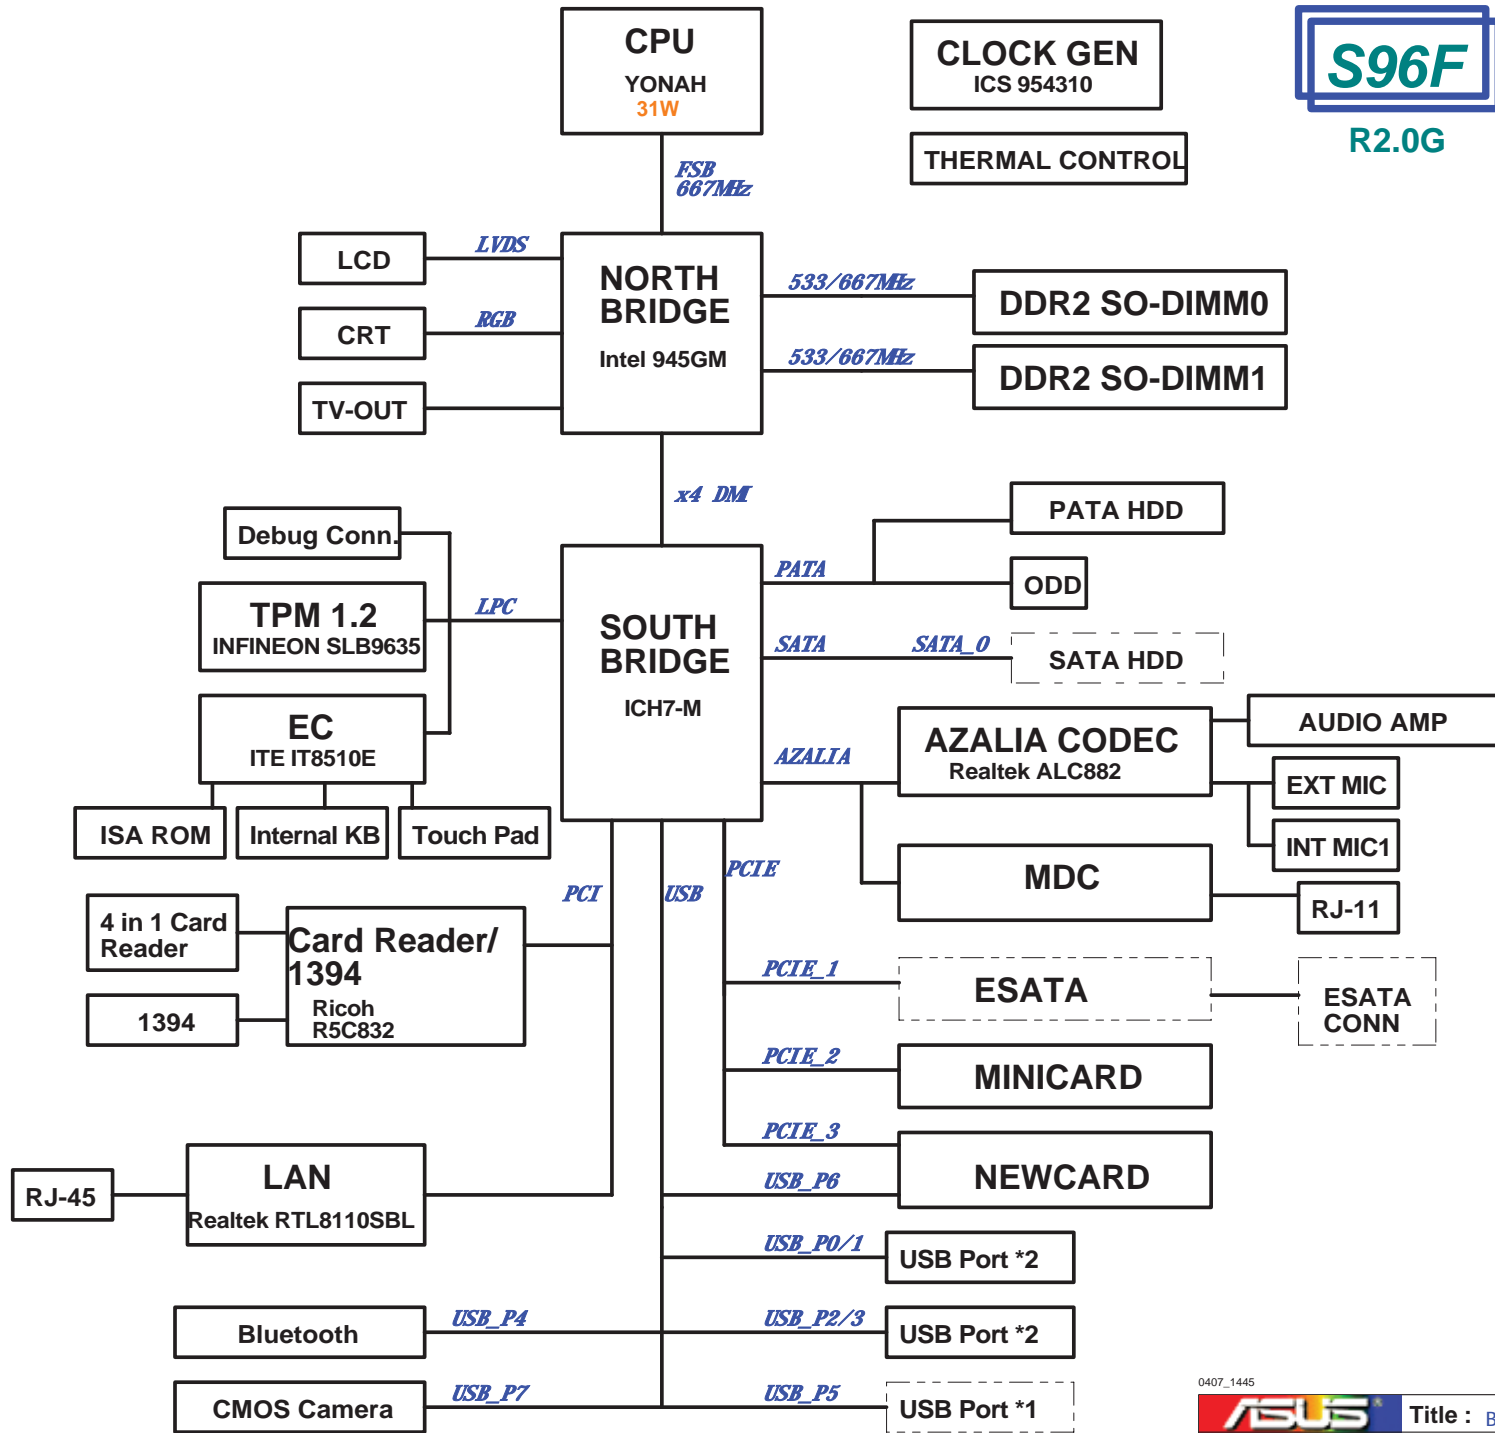 CPU
YONAH
31W
CLOCK GEN
ICS 954310
S96F
R2.0G
THERMAL CONTROL
FSB
667MHz
LCD
LVDS
NORTH
BRIDGE
Intel 945GM
533/667MHz
DDR2 SO-DIMM0
CRT
RGB
533/667MHz
DDR2 SO-DIMM1
TV-OUT
x4 DMI
Debug Conn.
PATA HDD
PATA
ODD
TPM 1.2
INFINEON SLB9635
LPC
SOUTH
BRIDGE
ICH7-M
SATA
SATA_0
SATA HDD
EC
ITE IT8510E
AZALIA
AZALIA CODEC
Realtek ALC882
AUDIO AMP
EXT MIC
INT MIC1
ISA ROM
Internal KB
Touch Pad
PCI
USB
PCIE
MDC
RJ-11
4 in 1 Card
Reader
Card Reader/
1394
Ricoh
R5C832
1394
PCIE_1
ESATA
ESATA
CONN
PCIE_2
MINICARD
PCIE_3
NEWCARD
USB_P6
RJ-45
LAN
Realtek RTL8110SBL
USB_P0/1
USB Port *2
Bluetooth
USB_P4
USB_P2/3
USB Port *2
CMOS Camera
USB_P7
USB_P5
USB Port *1
0407_1445
ASUS
Title : B